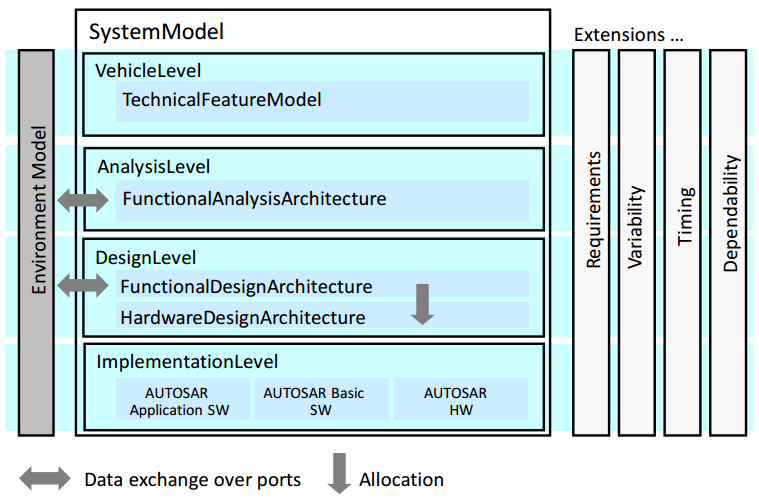 SystemModel
Extensions ...
VehicleLevel
TechnicalFeatureModel
AnalysisLevel
FunctionalAnalysisArchitecture
DesignLevel
FunctionalDesignArchitecture
HardwareDesignArchitecture
ImplementationLevel
AUTOSAR
Application SW
AUTOSAR Basic
SW
AUTOSAR
HW
Environment Model
Requirements
Variability
Timing
Dependability
Data exchange over ports
Allocation